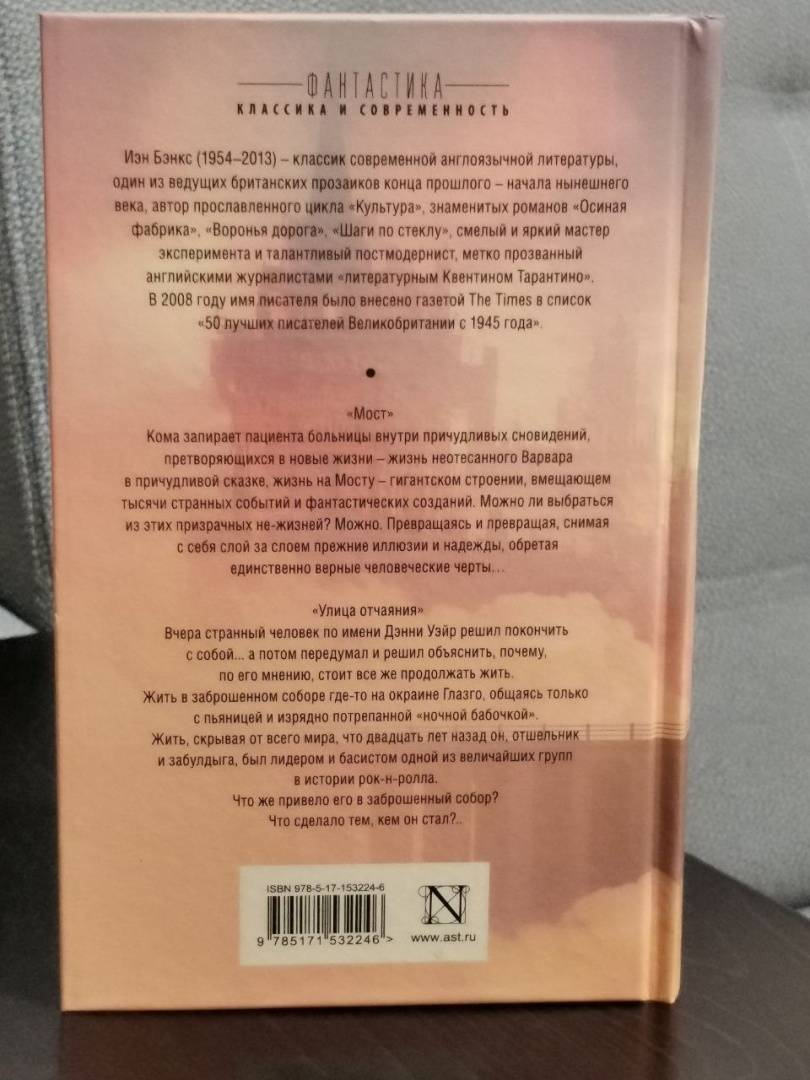 ФАНТАСТИКА
КЛАССИКА И СОВРЕМЕННОСТЬ
Иэн Бэнкс (1954–2013) – классик современной англоязычной литературы,
один из ведущих британских прозаиков конца прошлого – начала нынешнего
века, автор прославленного цикла «Культура», знаменитых романов «Осиная
фабрика», «Воронья дорога», «Шаги по стеклу», смелый и яркий мастер
эксперимента и талантливый постмодернист, метко прозванный
английскими журналистами «литературным Квентином Тарантино».
В 2008 году имя писателя было внесено газетой The Times в список
«50 лучших писателей Великобритании с 1945 года».
•
«Мост»
Кома запирает пациента больницы внутри причудливых сновидений,
претворяющихся в новые жизни – жизнь неотесанного Варвара
в причудливой сказке, жизнь на Мосту – гигантском строении, вмещающем
тысячи странных событий и фантастических созданий. Можно ли выбраться
из этих призрачных не-жизней? Можно. Превращаясь и превращая, снимая
с себя слой за слоем прежние иллюзии и надежды, обретая
единственно верные человеческие черты...
«Улица отчаяния»
Вчера странный человек по имени Дэнни Уэйр решил покончить
с собой... а потом передумал и решил объяснить, почему,
по его мнению, стоит все же продолжать жить.
Жить в заброшенном соборе где-то на окраине Глазго, общаясь только
с пьяницей и изрядно потрепанной «ночной бабочкой».
Жить, скрывая от всего мира, что двадцать лет назад он, отшельник
и забулдыга, был лидером и басистом одной из величайших групп
в истории рок-н-ролла.
Что же привело его в заброшенный собор?
Что сделало тем, кем он стал?..
ISBN 978-5-17-153224-6
9 785171 532246 >
N
www.ast.ru